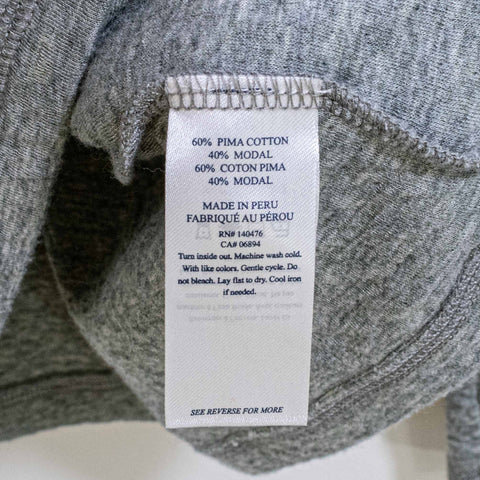 60% PIMA COTTON
40% MODAL
60% COTON PIMA
40% MODAL
MADE IN PERU
FABRIQUÉ AU PÉROU
RN# 140476
CA# 06894
Turn inside out. Machine wash cold.
With like colors. Gentle cycle. Do
not bleach. Lay flat to dry. Cool iron
if needed.
SEE REVERSE FOR MORE